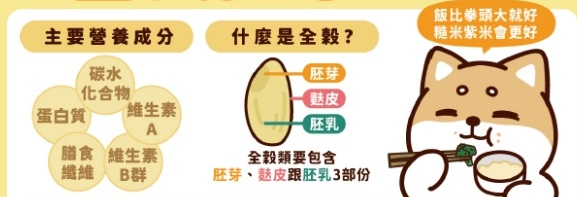 主要營養成分
碳水
化合物
蛋白質
維生素
A
膳食
纖維
維生素
B群
什麼是全穀?
胚芽
麩皮
胚乳
全穀類要包含
胚芽、麩皮跟胚乳3部份
飯比拳頭大就好
糙米紫米會更好